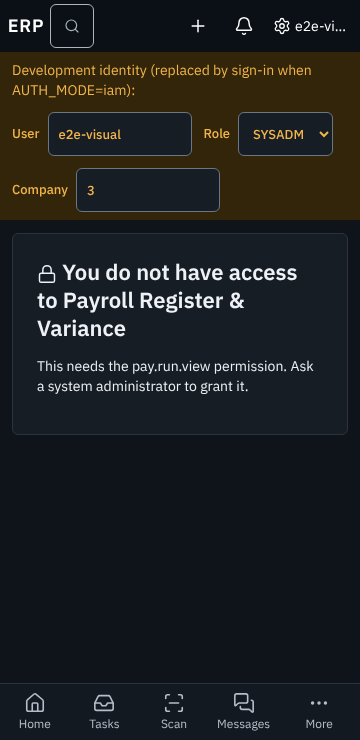 ERP
e2e-vi...
Development identity (replaced by sign-in when
AUTH_MODE=iam):
User e2e-visual Role SYSADM
Company 3
You do not have access
to Payroll Register &
Variance
This needs the pay.run.view permission. Ask
a system administrator to grant it.
Home Tasks Scan Messages More